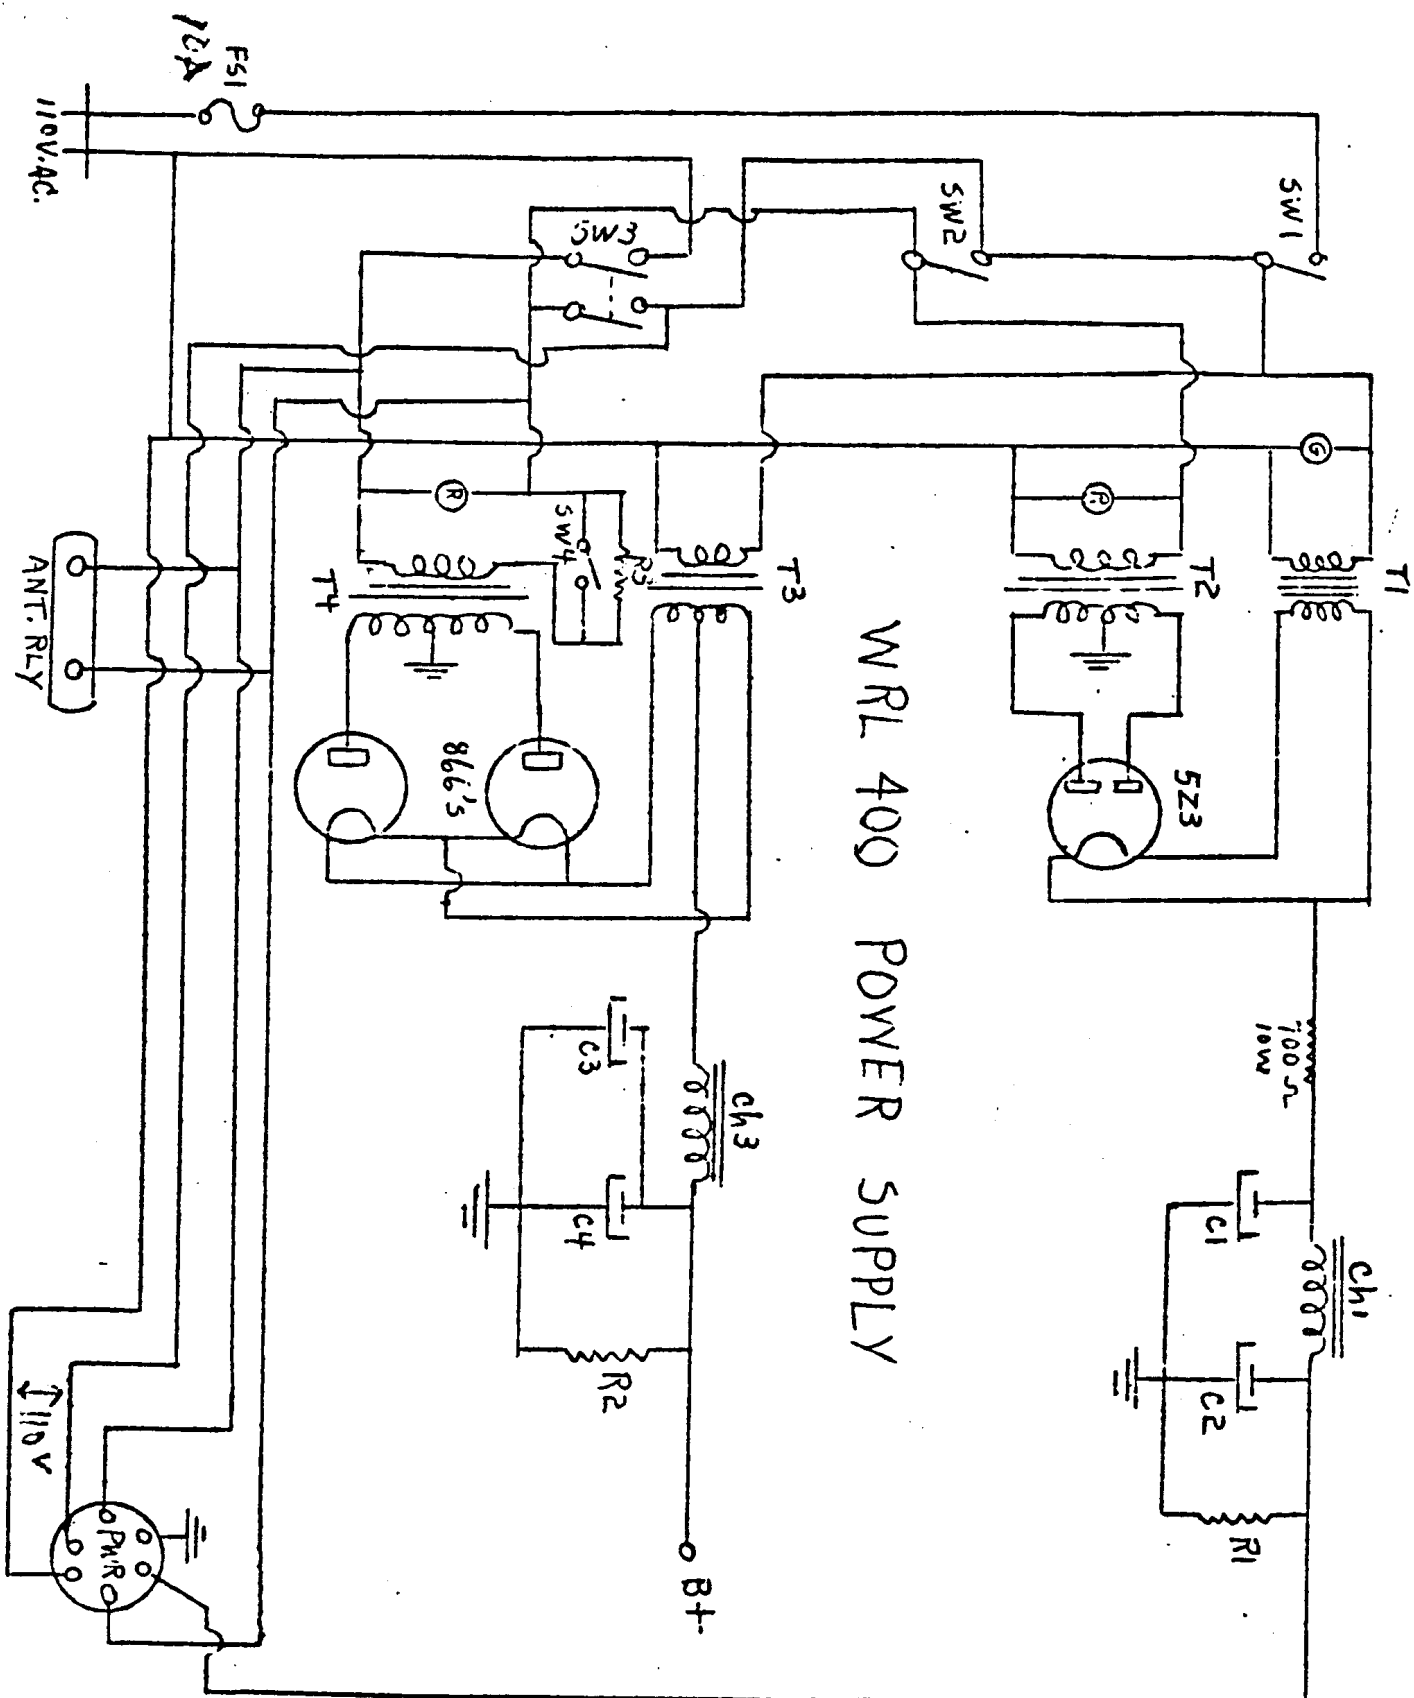 WRL 400 POWER SUPPLY
T1
SW1
G
T2
SW2
P
5Z3
700Ω
10W
Ch1
C1
C2
R1
T3
SW3
R3
SW4
R
T4
866's
Ch3
C3
C4
R2
B+
FS1
10A
110V.AC.
ANT. RLY
110V
PWR